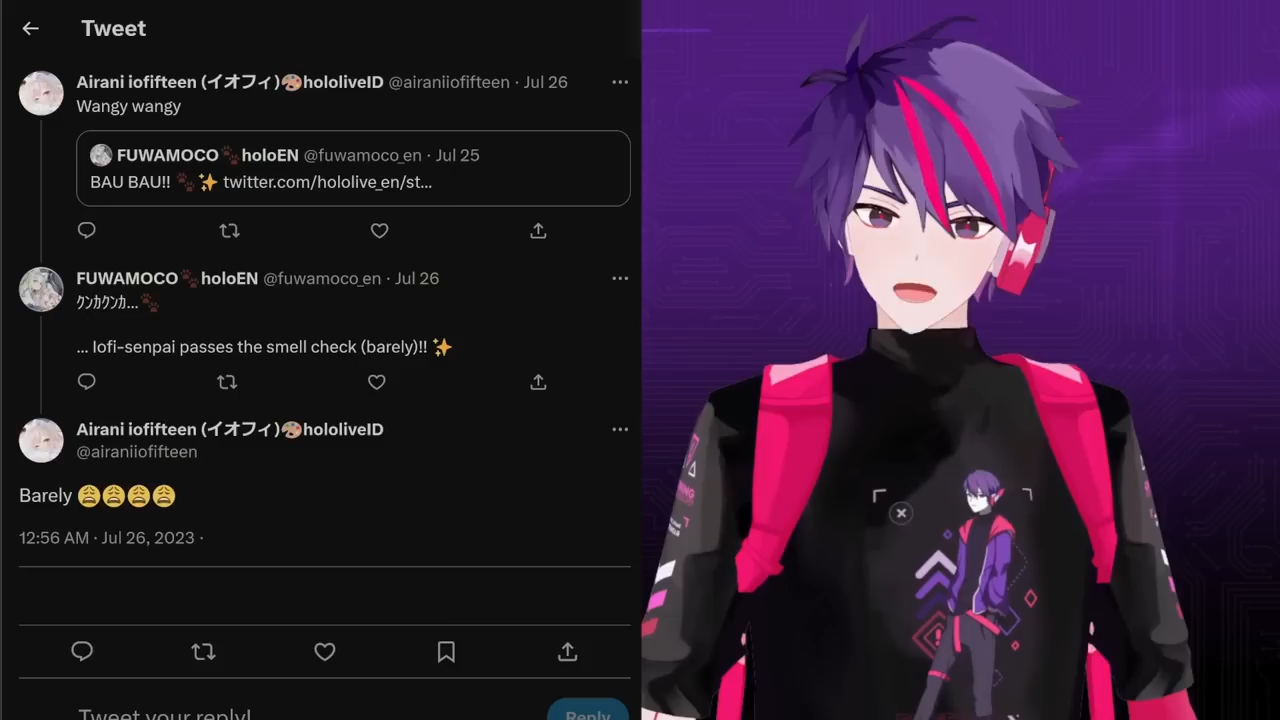 Tweet
Airani iofifteen (イオフィ)🎨hololiveID @airaniiofifteen · Jul 26
Wangy wangy
FUWAMOCO🐾holoEN @fuwamoco_en · Jul 25
BAU BAU!! 🐾✨ twitter.com/hololive_en/st...
FUWAMOCO🐾holoEN @fuwamoco_en · Jul 26
ｸﾝｶｸﾝｶ...🐾
... Iofi-senpai passes the smell check (barely)!! ✨
Airani iofifteen (イオフィ)🎨hololiveID
@airaniiofifteen
Barely 😩😩😩😩
12:56 AM · Jul 26, 2023 ·
Tweet your reply!
Reply